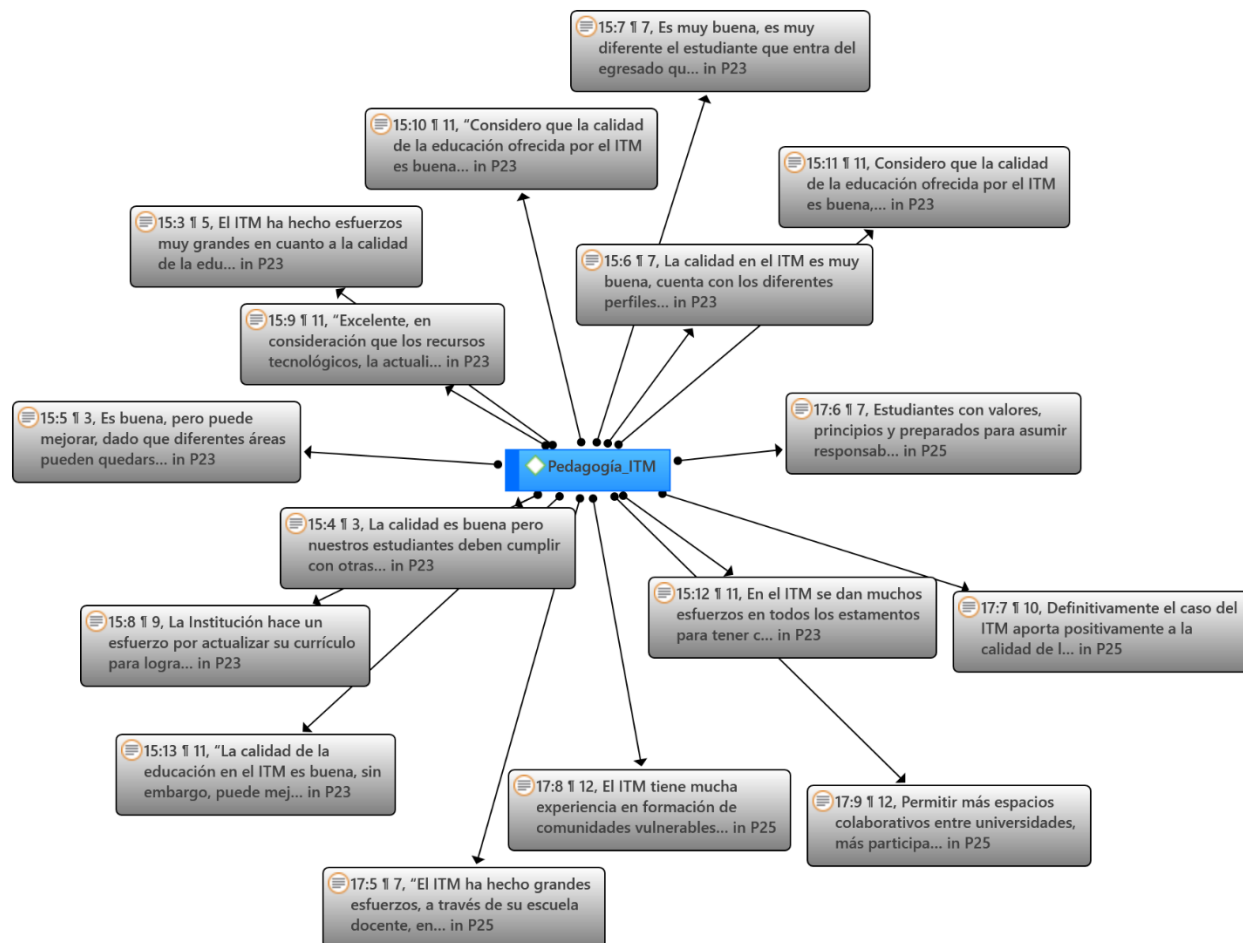 15:7 ¶ 7, Es muy buena, es muy
diferente el estudiante que entra del
egresado qu... in P23
15:10 ¶ 11, “Considero que la calidad
de la educación ofrecida por el ITM
es buena... in P23
15:11 ¶ 11, Considero que la calidad
de la educación ofrecida por el ITM
es buena,... in P23
15:3 ¶ 5, El ITM ha hecho esfuerzos
muy grandes en cuanto a la calidad
de la edu... in P23
15:6 ¶ 7, La calidad en el ITM es muy
buena, cuenta con los diferentes
perfiles... in P23
15:9 ¶ 11, “Excelente, en
consideración que los recursos
tecnológicos, la actuali... in P23
15:5 ¶ 3, Es buena, pero puede
mejorar, dado que diferentes áreas
pueden quedars... in P23
17:6 ¶ 7, Estudiantes con valores,
principios y preparados para asumir
responsab... in P25
Pedagogía_ITM
15:4 ¶ 3, La calidad es buena pero
nuestros estudiantes deben cumplir
con otras... in P23
15:12 ¶ 11, En el ITM se dan muchos
esfuerzos en todos los estamentos
para tener c... in P23
17:7 ¶ 10, Definitivamente el caso del
ITM aporta positivamente a la
calidad de l... in P25
15:8 ¶ 9, La Institución hace un
esfuerzo por actualizar su currículo
para logra... in P23
15:13 ¶ 11, “La calidad de la
educación en el ITM es buena, sin
embargo, puede mej... in P23
17:8 ¶ 12, El ITM tiene mucha
experiencia en formación de
comunidades vulnerables... in P25
17:9 ¶ 12, Permitir más espacios
colaborativos entre universidades,
más participa... in P25
17:5 ¶ 7, “El ITM ha hecho grandes
esfuerzos, a través de su escuela
docente, en... in P25